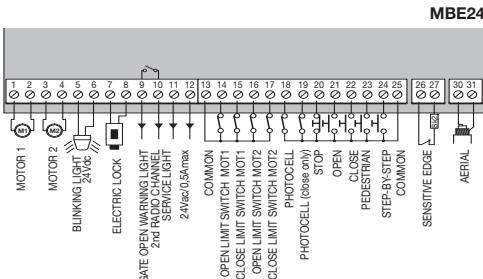 MBE24
1 2 3 4 5 6 7 8 9 10 11 12 13 14 15 16 17 18 19 20 21 22 23 24 25 26 27 30 31
M1
M2
8K2
MOTOR 1
MOTOR 2
BLINKING LIGHT
24Vdc
ELECTRIC LOCK
GATE OPEN WARNING LIGHT
2nd RADIO CHANNEL
SERVICE LIGHT
24Vac/0,5Amax
COMMON
OPEN LIMIT SWITCH MOT1
CLOSE LIMIT SWITCH MOT1
OPEN LIMIT SWITCH MOT2
CLOSE LIMIT SWITCH MOT2
PHOTOCELL
PHOTOCELL (close only)
STOP
OPEN
CLOSE
PEDESTRIAN
STEP-BY-STEP
COMMON
SENSITIVE EDGE
AERIAL